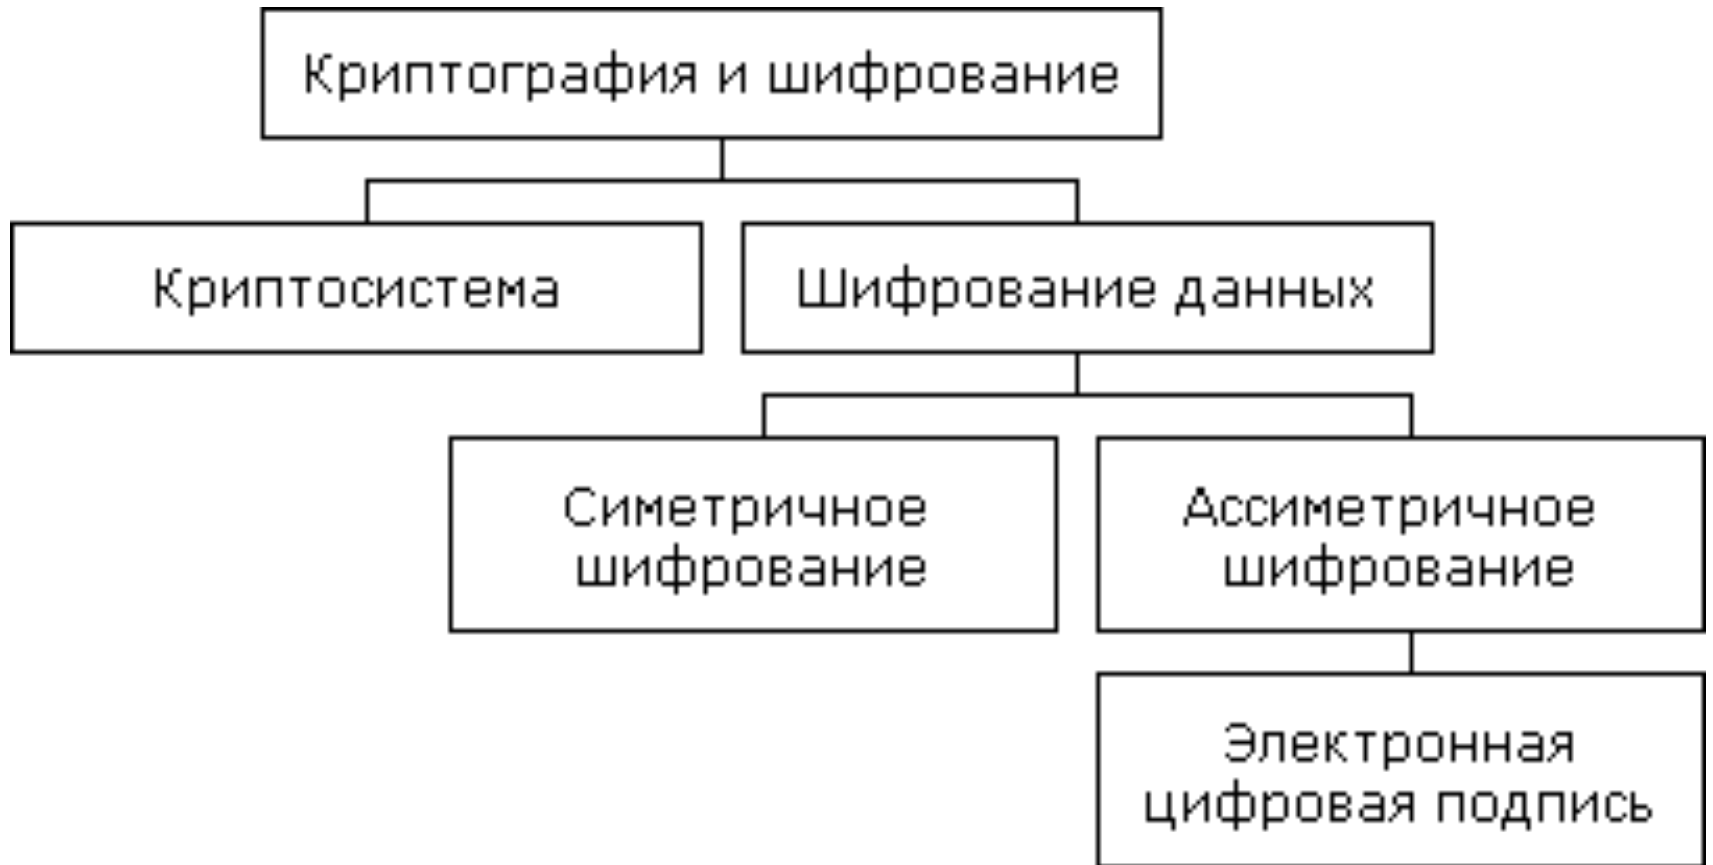 Криптография и шифрование
Криптосистема
Шифрование данных
Симетричное
шифрование
Ассиметричное
шифрование
Электронная
цифровая подпись